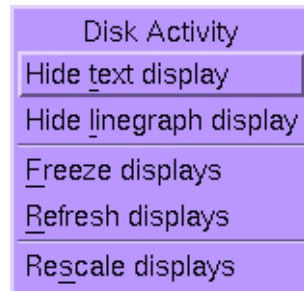 Disk Activity
Hide text display
Hide linegraph display
Freeze displays
Refresh displays
Rescale displays